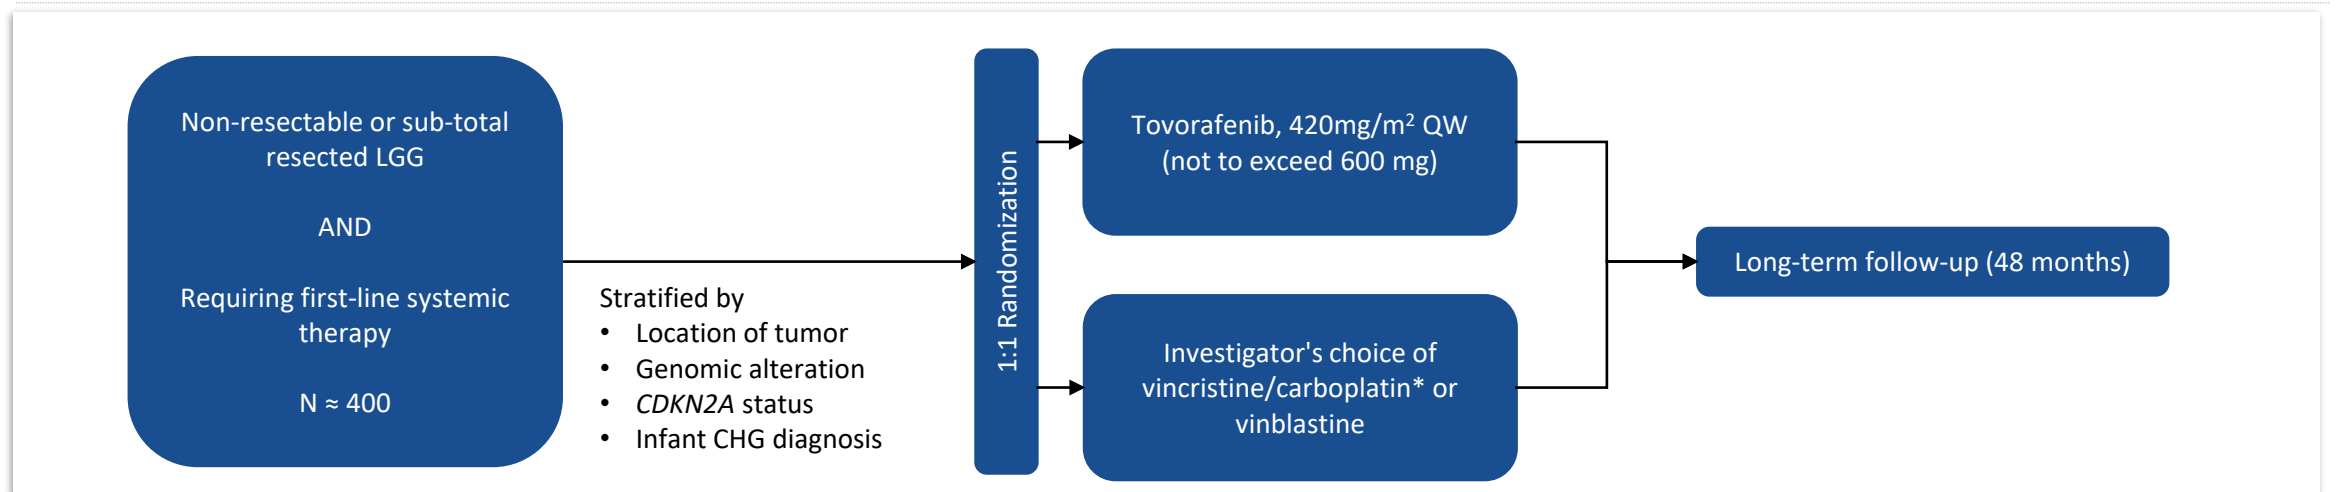 Non-resectable or sub-total
resected LGG
AND
Requiring first-line systemic
therapy
N ≈ 400
Stratified by
• Location of tumor
• Genomic alteration
• CDKN2A status
• Infant CHG diagnosis
1:1 Randomization
Tovorafenib, 420mg/m² QW
(not to exceed 600 mg)
Investigator's choice of
vincristine/carboplatin* or
vinblastine
Long-term follow-up (48 months)